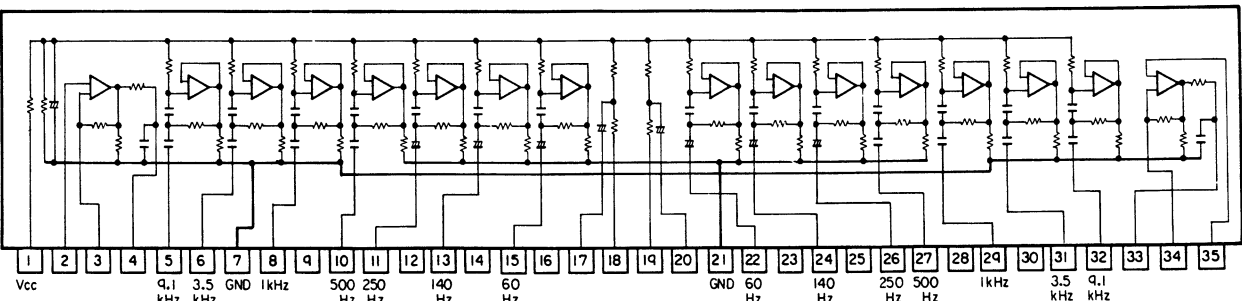 1 2 3 4 5 6 7 8 9 10 11 12 13 14 15 16 17 18 19 20 21 22 23 24 25 26 27 28 29 30 31 32 33 34 35
Vcc 9.1 3.5 GND 1kHz 500 250 140 60 GND 60 140 250 500 1kHz 3.5 9.1
kHz kHz Hz Hz Hz Hz Hz Hz Hz Hz kHz kHz